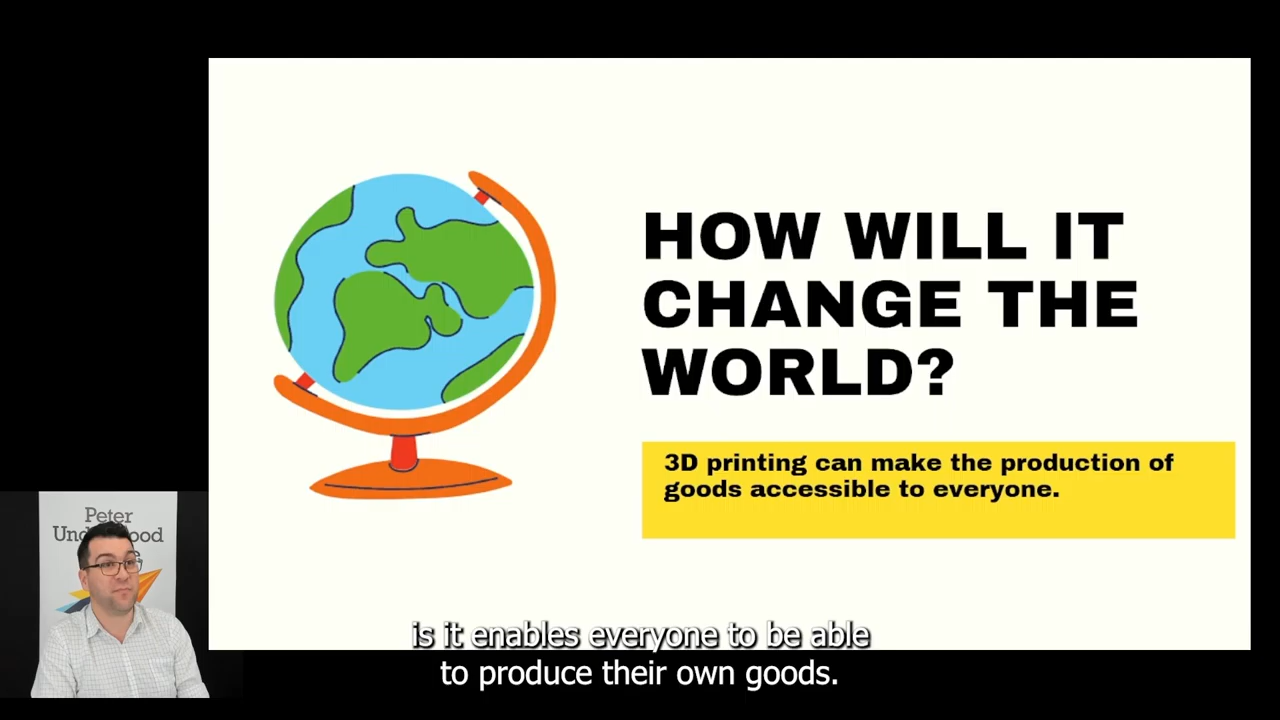 HOW WILL IT
CHANGE THE
WORLD?
3D printing can make the production of
goods accessible to everyone.
Peter
is it enables everyone to be able
to produce their own goods.